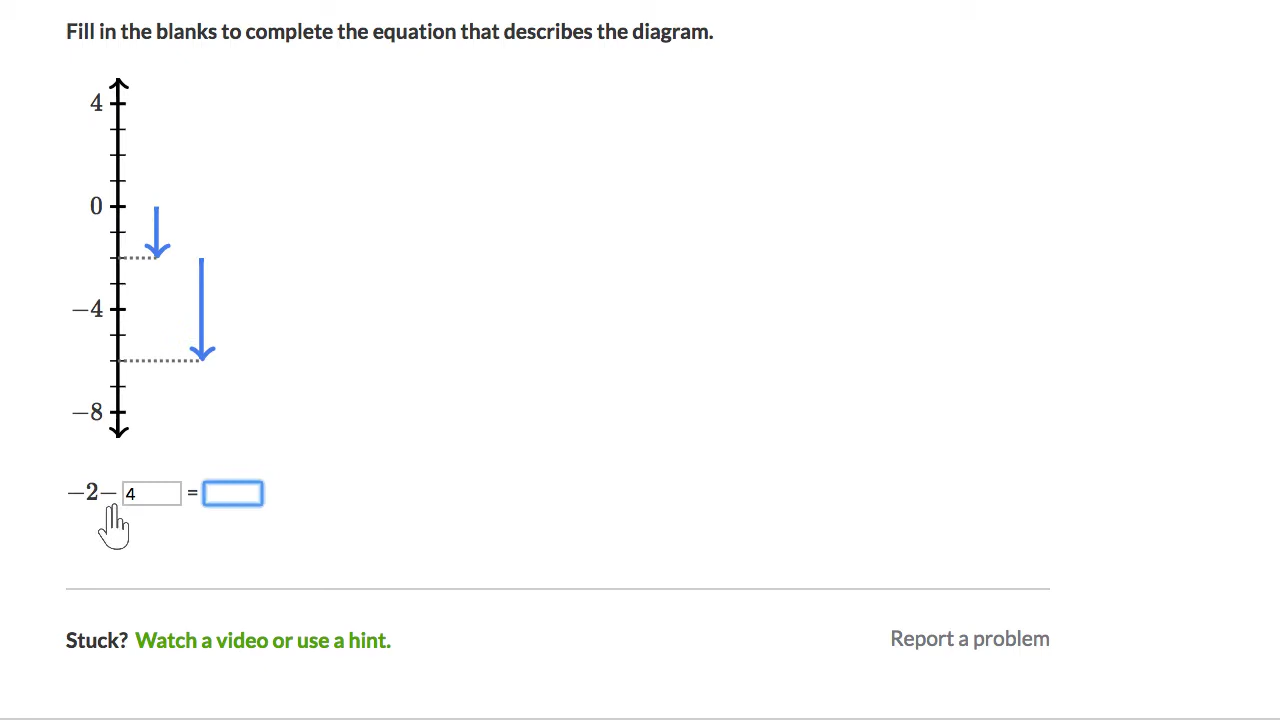 Fill in the blanks to complete the equation that describes the diagram.
4
0
−4
−8
−2− 4 =
Stuck? Watch a video or use a hint.
Report a problem